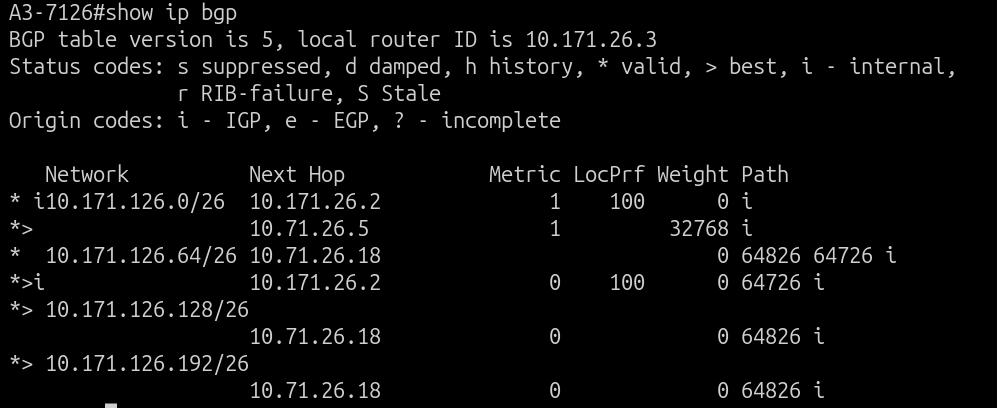 A3-7126#show ip bgp
BGP table version is 5, local router ID is 10.171.26.3
Status codes: s suppressed, d damped, h history, * valid, > best, i - internal,
              r RIB-failure, S Stale
Origin codes: i - IGP, e - EGP, ? - incomplete

   Network          Next Hop            Metric LocPrf Weight Path
* i10.171.126.0/26  10.171.26.2              1    100      0 i
*>                  10.71.26.5               1         32768 i
*  10.171.126.64/26 10.71.26.18                            0 64826 64726 i
*>i                 10.171.26.2              0    100      0 64726 i
*> 10.171.126.128/26
                    10.71.26.18              0             0 64826 i
*> 10.171.126.192/26
                    10.71.26.18              0             0 64826 i